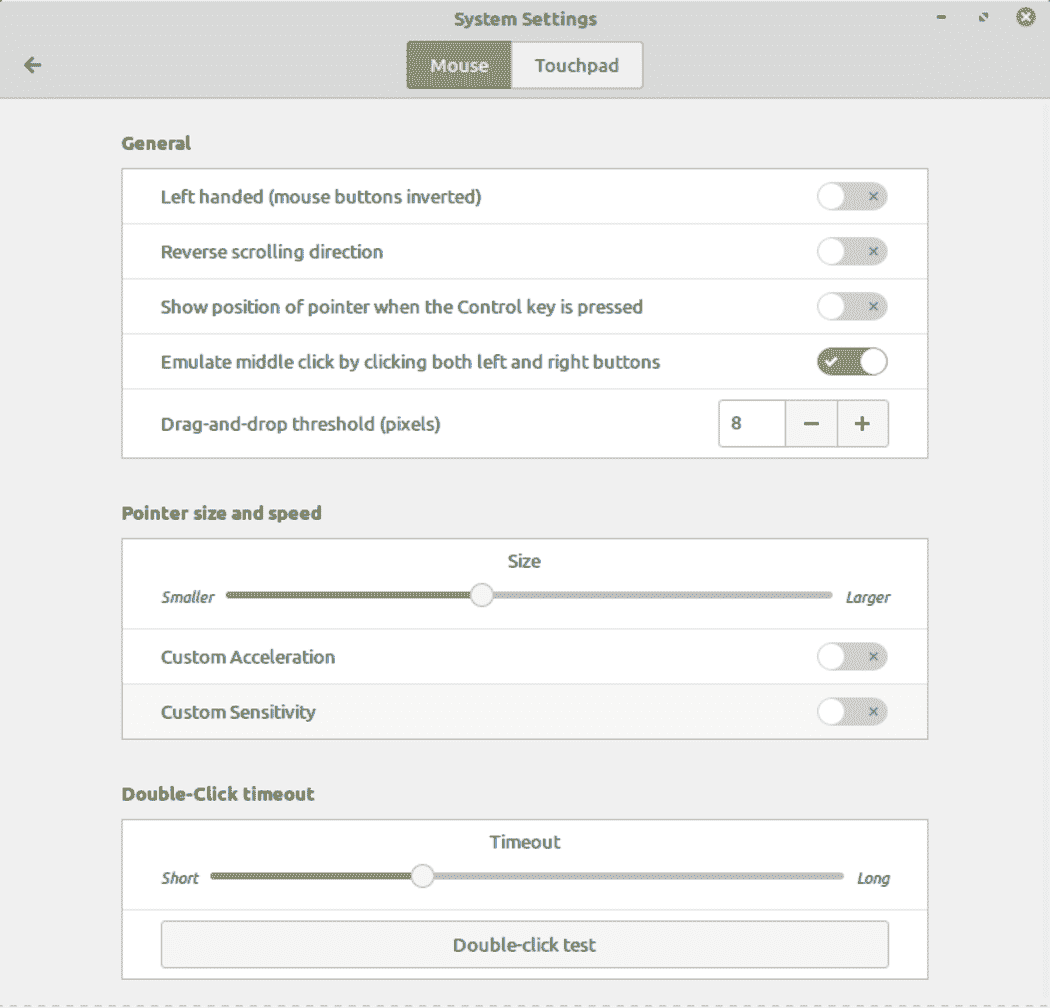 System Settings
Mouse Touchpad
General
Left handed (mouse buttons inverted)
Reverse scrolling direction
Show position of pointer when the Control key is pressed
Emulate middle click by clicking both left and right buttons
Drag-and-drop threshold (pixels) 8 − +
Pointer size and speed
Size
Smaller Larger
Custom Acceleration
Custom Sensitivity
Double-Click timeout
Timeout
Short Long
Double-click test